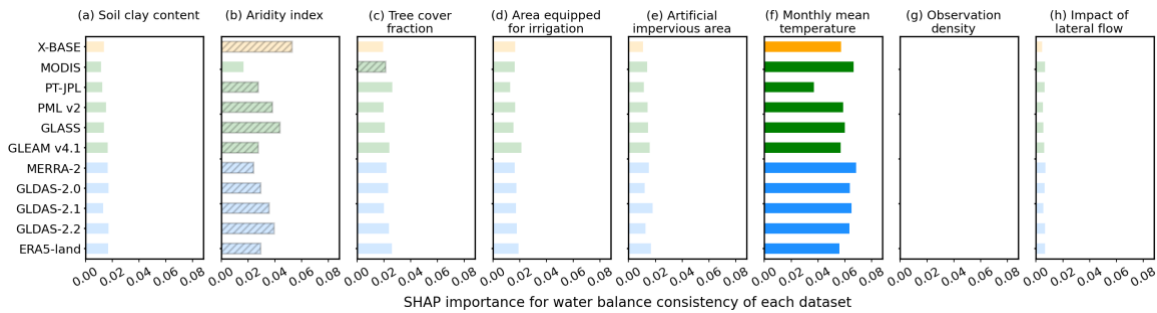 (a) Soil clay content
(b) Aridity index
(c) Tree cover
fraction
(d) Area equipped
for irrigation
(e) Artificial
impervious area
(f) Monthly mean
temperature
(g) Observation
density
(h) Impact of
lateral flow
X-BASE
MODIS
PT-JPL
PML v2
GLASS
GLEAM v4.1
MERRA-2
GLDAS-2.0
GLDAS-2.1
GLDAS-2.2
ERA5-land
0.00 0.02 0.04 0.06 0.08
0.00 0.02 0.04 0.06 0.08
0.00 0.02 0.04 0.06 0.08
0.00 0.02 0.04 0.06 0.08
0.00 0.02 0.04 0.06 0.08
0.00 0.02 0.04 0.06 0.08
0.00 0.02 0.04 0.06 0.08
0.00 0.02 0.04 0.06 0.08
SHAP importance for water balance consistency of each dataset